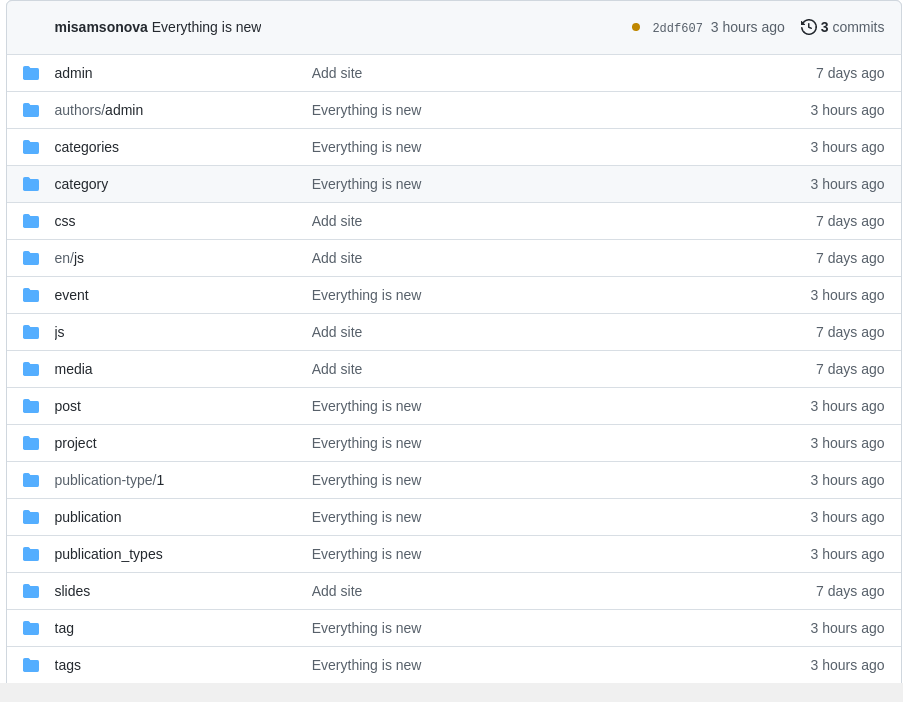 misamsonova Everything is new 2ddf607 3 hours ago 3 commits
admin Add site 7 days ago
authors/admin Everything is new 3 hours ago
categories Everything is new 3 hours ago
category Everything is new 3 hours ago
css Add site 7 days ago
en/js Add site 7 days ago
event Everything is new 3 hours ago
js Add site 7 days ago
media Add site 7 days ago
post Everything is new 3 hours ago
project Everything is new 3 hours ago
publication-type/1 Everything is new 3 hours ago
publication Everything is new 3 hours ago
publication_types Everything is new 3 hours ago
slides Add site 7 days ago
tag Everything is new 3 hours ago
tags Everything is new 3 hours ago